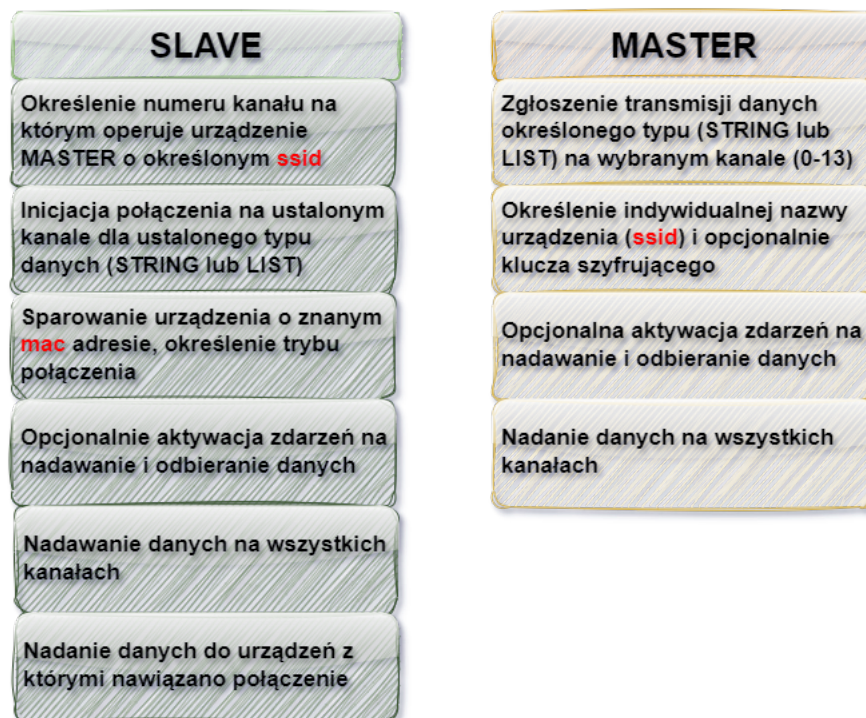 SLAVE
Określenie numeru kanału na
którym operuje urządzenie
MASTER o określonym ssid
Inicjacja połączenia na ustalonym
kanale dla ustalonego typu
danych (STRING lub LIST)
Sparowanie urządzenia o znanym
mac adresie, określenie trybu
połączenia
Opcjonalnie aktywacja zdarzeń na
nadawanie i odbieranie danych
Nadawanie danych na wszystkich
kanałach
Nadanie danych do urządzeń z
którymi nawiązano połączenie
MASTER
Zgłoszenie transmisji danych
określonego typu (STRING lub
LIST) na wybranym kanale (0-13)
Określenie indywidualnej nazwy
urządzenia (ssid) i opcjonalnie
klucza szyfrującego
Opcjonalna aktywacja zdarzeń na
nadawanie i odbieranie danych
Nadanie danych na wszystkich
kanałach